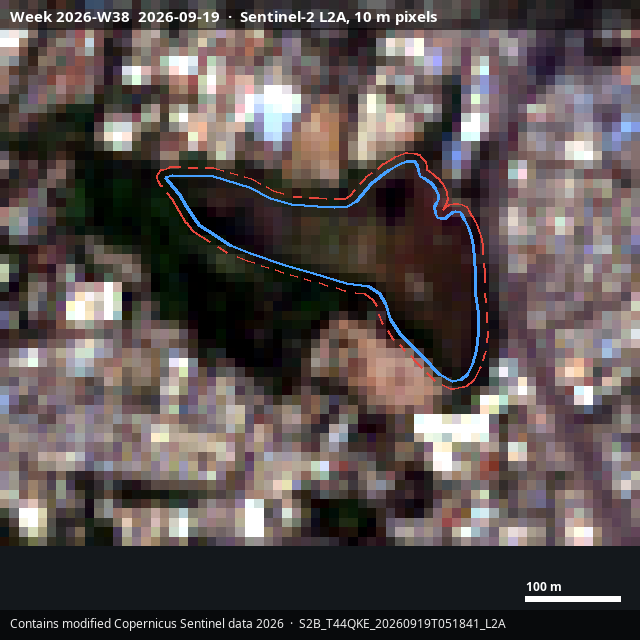 Week 2026-W38  2026-09-19  ·  Sentinel-2 L2A, 10 m pixels
100 m
Contains modified Copernicus Sentinel data 2026  ·  S2B_T44QKE_20260919T051841_L2A